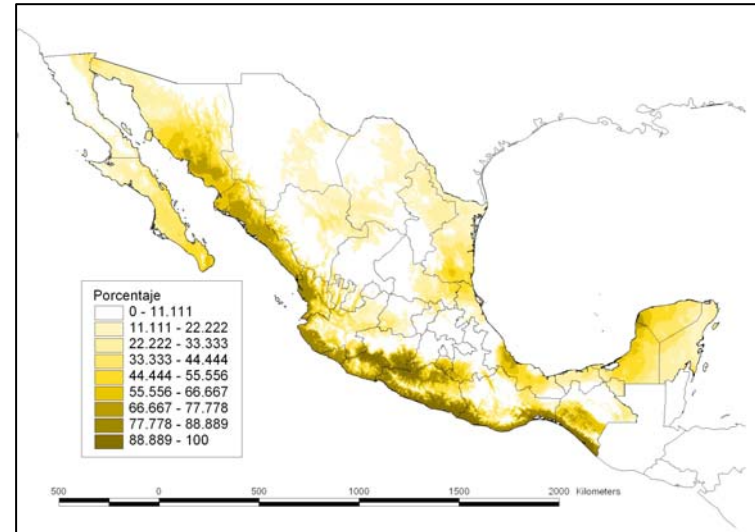 Porcentaje
0 - 11.111
11.111 - 22.222
22.222 - 33.333
33.333 - 44.444
44.444 - 55.556
55.556 - 66.667
66.667 - 77.778
77.778 - 88.889
88.889 - 100
500 0 500 1000 1500 2000 Kilometers